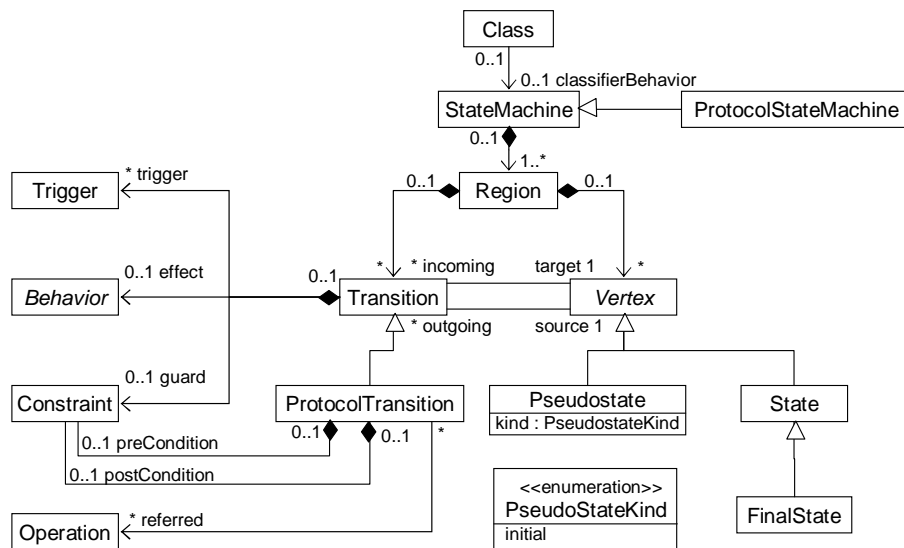 Class
0..1
0..1 classifierBehavior
StateMachine
ProtocolStateMachine
0..1
1..*
Region
0..1
0..1
* trigger
Trigger
* * incoming
target 1 *
0..1 effect
Behavior
0..1
Transition
Vertex
* outgoing
source 1
0..1 guard
Constraint
ProtocolTransition
Pseudostate
kind : PseudostateKind
State
0..1 preCondition
0..1
0..1
*
0..1 postCondition
<<enumeration>>
PseudoStateKind
initial
FinalState
* referred
Operation